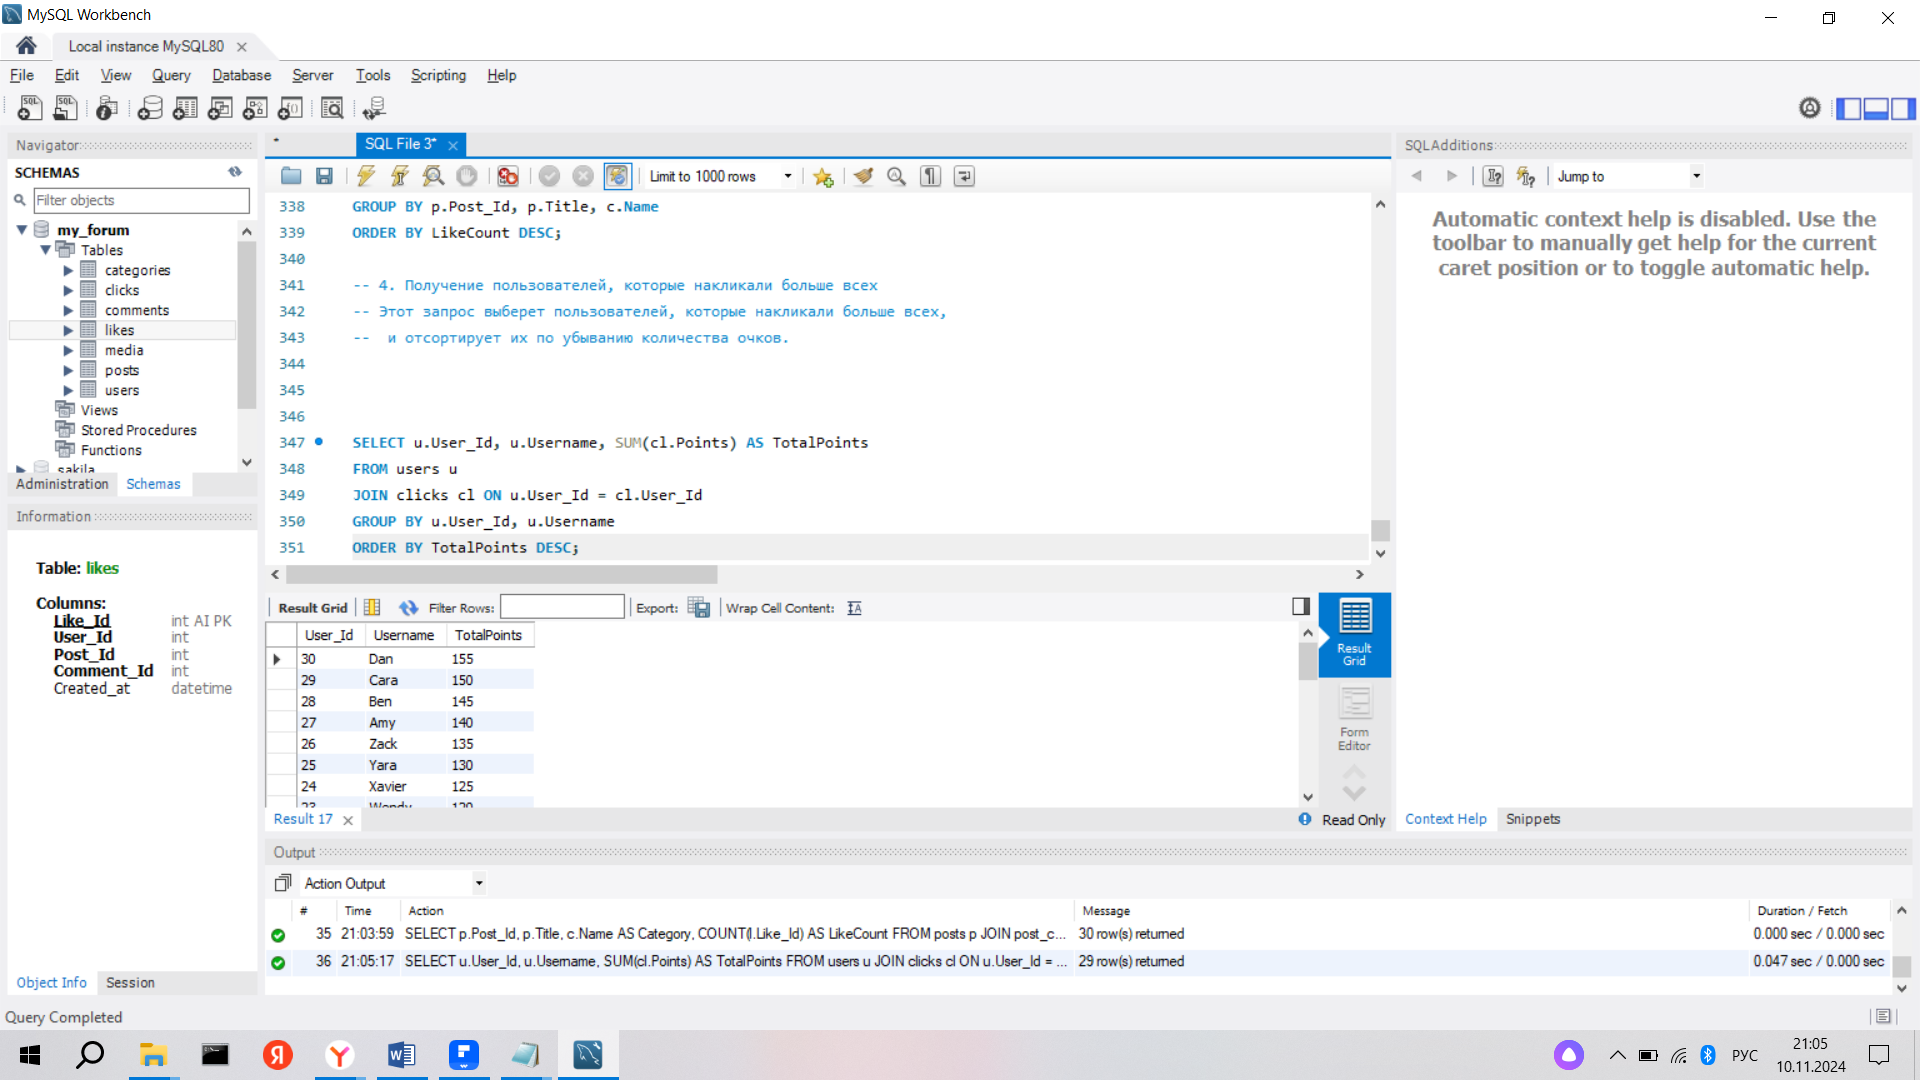 MySQL Workbench
Local instance MySQL80
File Edit View Query Database Server Tools Scripting Help
Navigator
SCHEMAS
Filter objects
my_forum
Tables
categories
clicks
comments
likes
media
posts
users
Views
Stored Procedures
Functions
sakila
Administration Schemas
Information
Table: likes
Columns:
Like_Id int AI PK
User_Id int
Post_Id int
Comment_Id int
Created_at datetime
Object Info Session
SQL File 3*
Limit to 1000 rows
338 GROUP BY p.Post_Id, p.Title, c.Name
339 ORDER BY LikeCount DESC;
340
341 -- 4. Получение пользователей, которые накликали больше всех
342 -- Этот запрос выберет пользователей, которые накликали больше всех,
343 --  и отсортирует их по убыванию количества очков.
344
345
346
347 SELECT u.User_Id, u.Username, SUM(cl.Points) AS TotalPoints
348 FROM users u
349 JOIN clicks cl ON u.User_Id = cl.User_Id
350 GROUP BY u.User_Id, u.Username
351 ORDER BY TotalPoints DESC;
Result Grid Filter Rows: Export: Wrap Cell Content:
User_Id Username TotalPoints
30 Dan 155
29 Cara 150
28 Ben 145
27 Amy 140
26 Zack 135
25 Yara 130
24 Xavier 125
23 Wendy 120
Result Grid
Form Editor
Result 17
Read Only
SQLAdditions
Jump to
Automatic context help is disabled. Use the
toolbar to manually get help for the current
caret position or to toggle automatic help.
Context Help Snippets
Output
Action Output
# Time Action Message Duration / Fetch
35 21:03:59 SELECT p.Post_Id, p.Title, c.Name AS Category, COUNT(l.Like_Id) AS LikeCount FROM posts p JOIN post_c... 30 row(s) returned 0.000 sec / 0.000 sec
36 21:05:17 SELECT u.User_Id, u.Username, SUM(cl.Points) AS TotalPoints FROM users u JOIN clicks cl ON u.User_Id = ... 29 row(s) returned 0.047 sec / 0.000 sec
Query Completed
РУС
21:05
10.11.2024